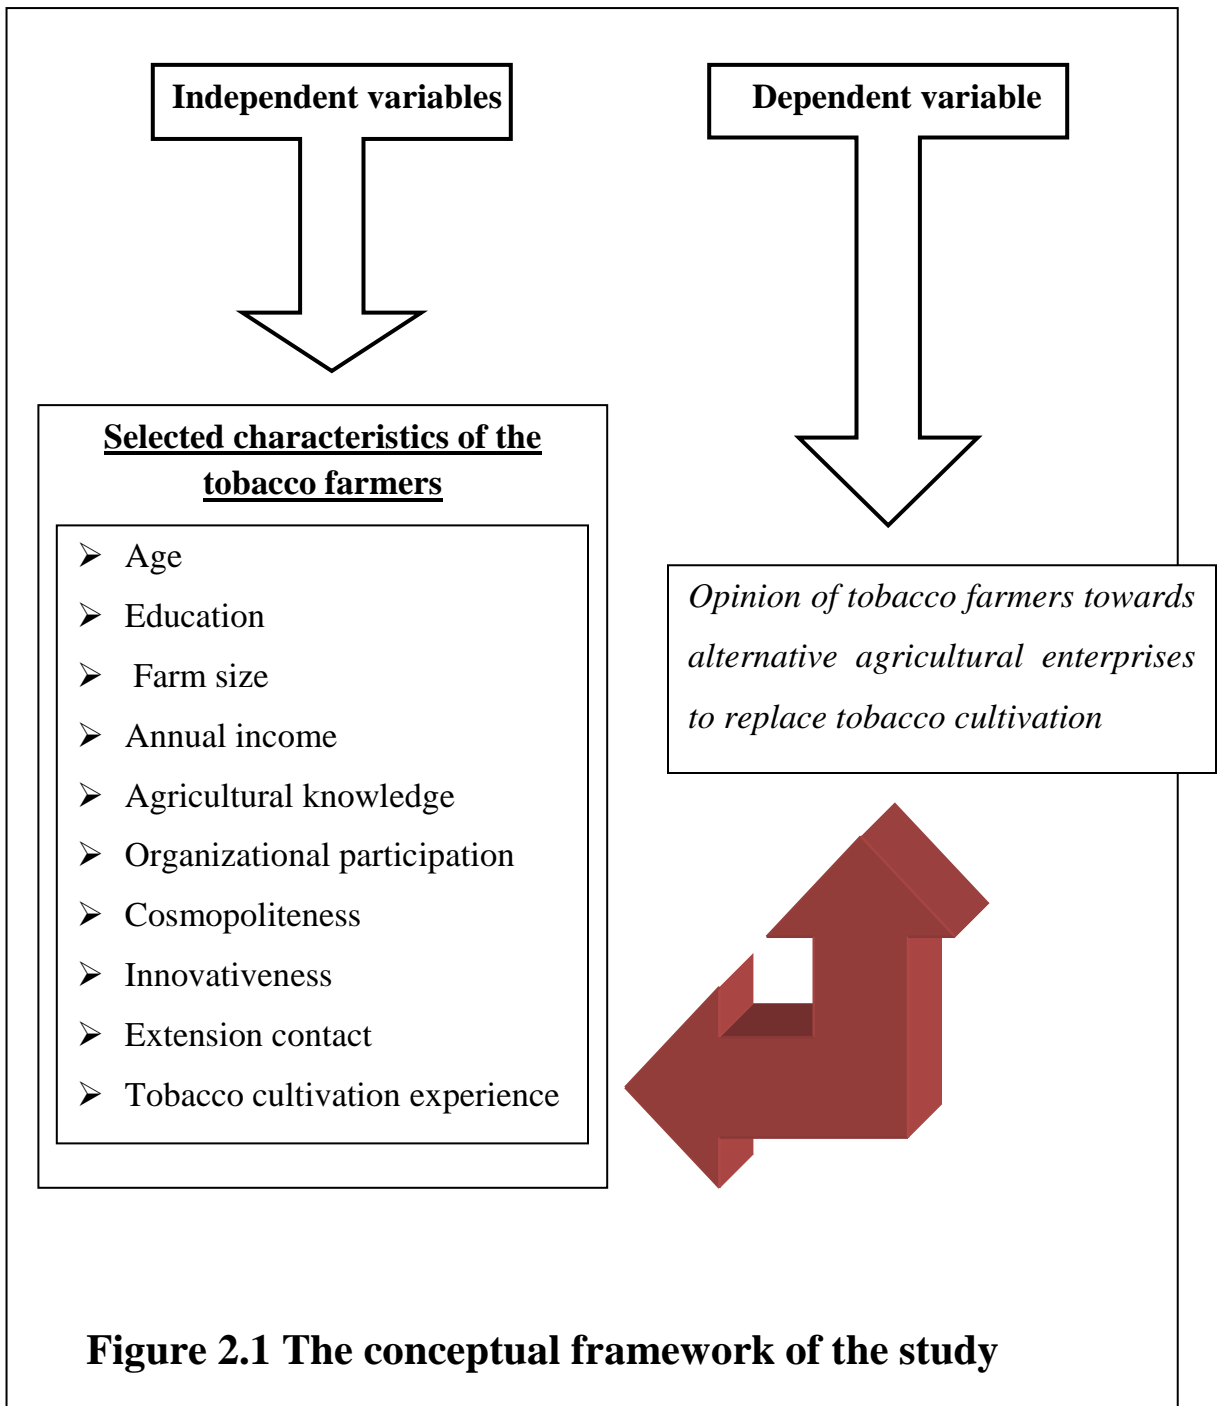 Independent variables
Dependent variable
Selected characteristics of the
tobacco farmers
Age
Education
Farm size
Annual income
Agricultural knowledge
Organizational participation
Cosmopoliteness
Innovativeness
Extension contact
Tobacco cultivation experience
Opinion of tobacco farmers towards
alternative agricultural enterprises
to replace tobacco cultivation
Figure 2.1 The conceptual framework of the study